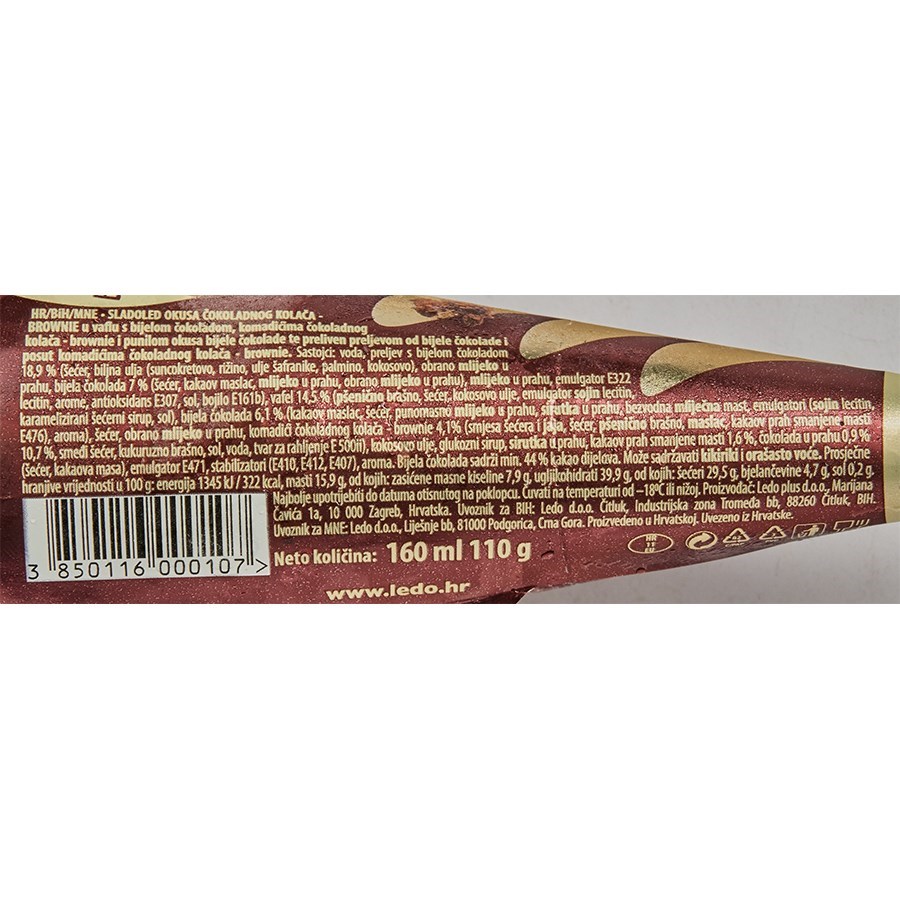 HR/BiH/MNE • SLADOLED OKUSA ČOKOLADNOG KOLAČA -
BROWNIE u vaflu s bijelom čokoladom, komadićima čokoladnog
kolača - brownie i punilom okusa bijele čokolade te preliven preljevom od bijele čokolade i
posut komadićima čokoladnog kolača - brownie. Sastojci: voda, preljev s bijelom čokoladom
18,9 % (šećer, biljna ulja (suncokretovo, rižino, ulje šafranike, palmino, kokosovo), obrano mlijeko u
prahu, bijela čokolada 7 % (šećer, kakaov maslac, mlijeko u prahu, obrano mlijeko u prahu), mlijeko u prahu, emulgator E322
lecitin, arome, antioksidans E307, sol, bojilo E161b), vafel 14,5 % (pšenično brašno, šećer, kokosovo ulje, emulgator sojin lecitin,
karamelizirani šećerni sirup, sol), bijela čokolada 6,1 % (kakaov maslac, šećer, punomasno mlijeko u prahu, sirutka u prahu, bezvodna mliječna mast, emulgatori (sojin lecitin,
E476), aroma), šećer, obrano mlijeko u prahu, komadići čokoladnog kolača - brownie 4,1% (smjesa šećera i jaja, šećer, pšenično brašno, maslac, kakaov prah smanjene masti
10,7 %, smeđi šećer, kukuruzno brašno, sol, voda, tvar za rahljenje E 500ii), kokosovo ulje, glukozni sirup, sirutka u prahu, kakaov prah smanjene masti 1,6 %, čokolada u prahu 0,9 %
(šećer, kakaova masa), emulgator E471, stabilizatori (E410, E412, E407), aroma. Bijela čokolada sadrži min. 44 % kakao dijelova. Može sadržavati kikiriki i orašasto voće. Prosječne
hranjive vrijednosti u 100 g: energija 1345 kJ / 322 kcal, masti 15,9 g, od kojih: zasićene masne kiseline 7,9 g, ugljikohidrati 39,9 g, od kojih: šećeri 29,5 g, bjelančevine 4,7 g, sol 0,2 g.
Najbolje upotrijebiti do datuma otisnutog na poklopcu. Čuvati na temperaturi od –18°C ili nižoj. Proizvođač: Ledo plus d.o.o., Marijana
Čavića 1a, 10 000 Zagreb, Hrvatska. Uvoznik za BIH: Ledo d.o.o. Čitluk, Industrijska zona Tromeđa bb, 88260 Čitluk, BIH.
Uvoznik za MNE: Ledo d.o.o., Liješnje bb, 81000 Podgorica, Crna Gora. Proizvedeno u Hrvatskoj. Uvezeno iz Hrvatske.
3 850116 000107 >
Neto količina: 160 ml 110 g
HR
EU
www.ledo.hr